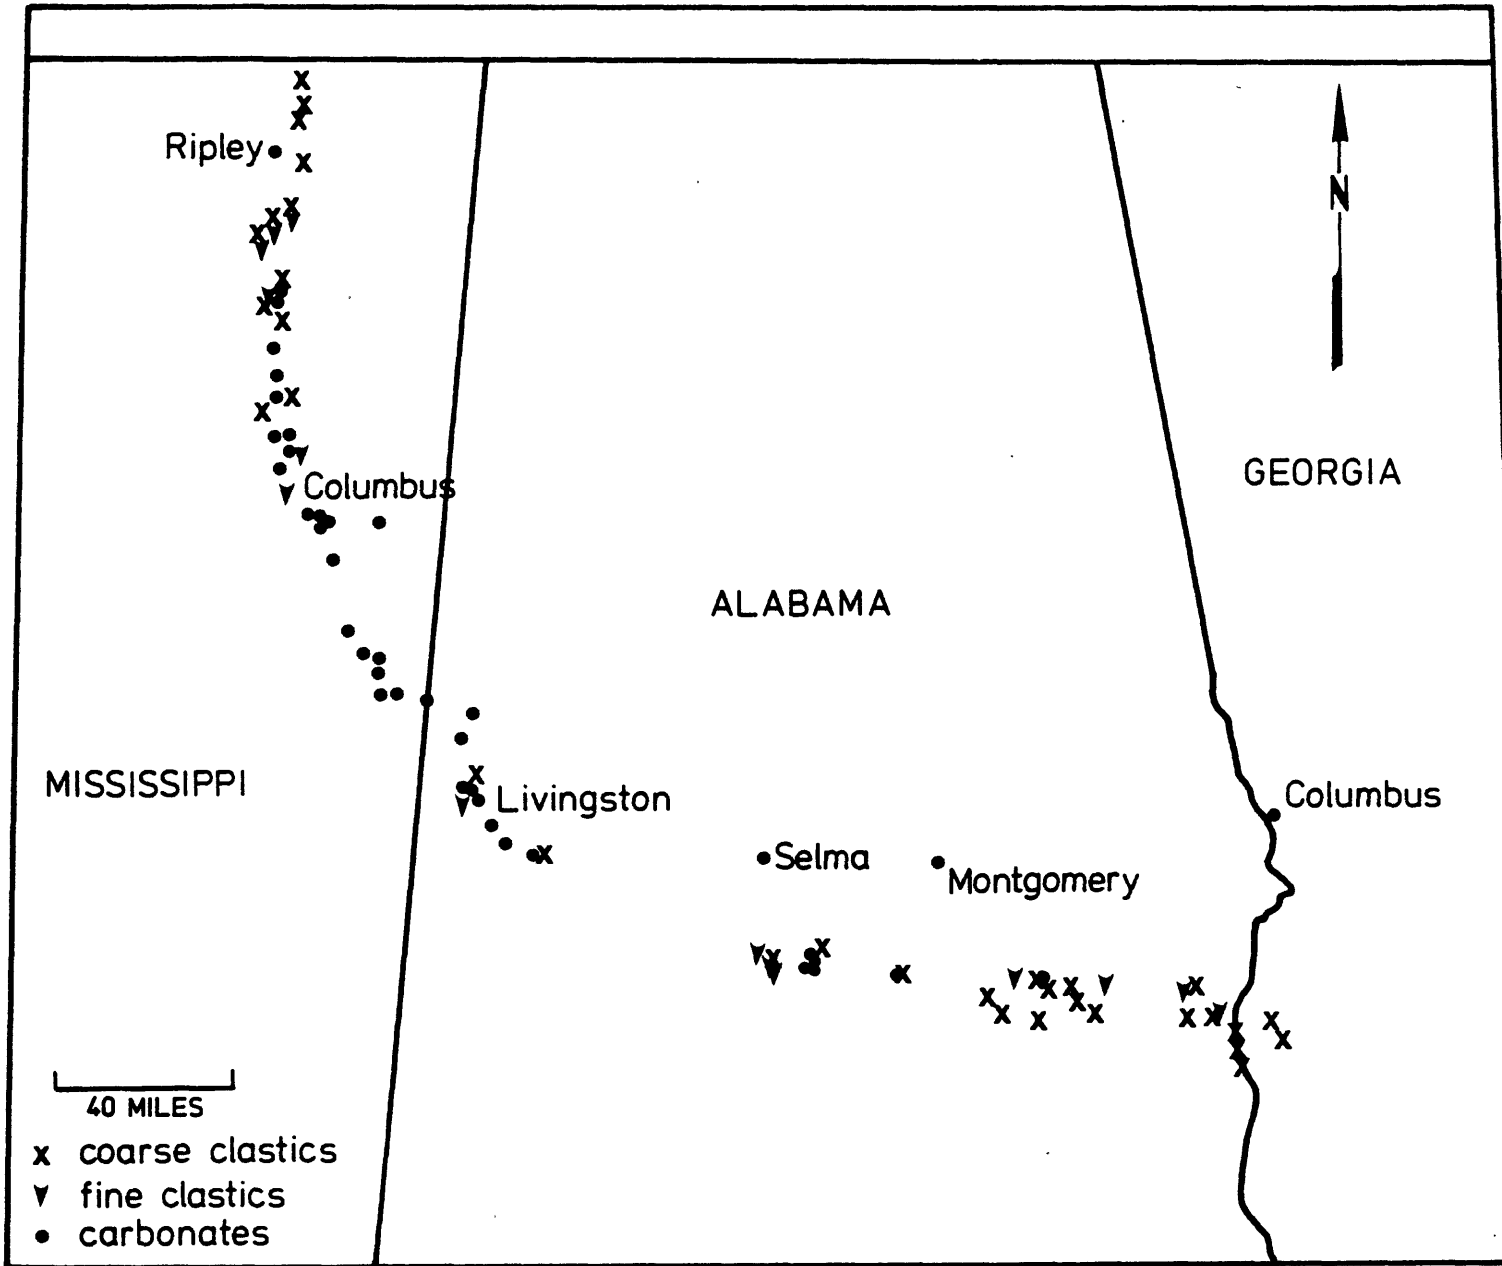 Ripley
N
Columbus
GEORGIA
ALABAMA
MISSISSIPPI
Livingston
Columbus
Selma
Montgomery
40 MILES
x coarse clastics
fine clastics
carbonates